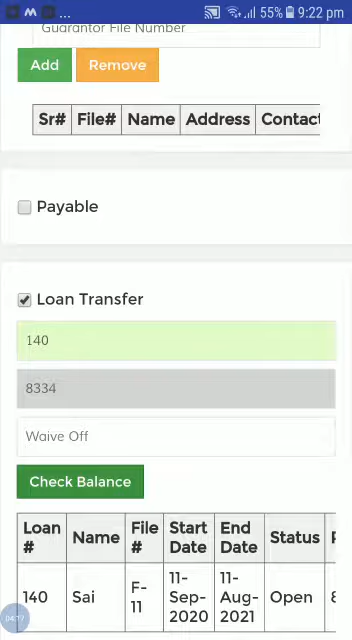 ... 55% 9:22 pm
Guarantor File Number
Add Remove
Sr# File# Name Address Contact
Payable
Loan Transfer
140
8334
Waive Off
Check Balance
Loan # Name File # Start Date End Date Status
140 Sai F-11 11-Sep-2020 11-Aug-2021 Open
04:17